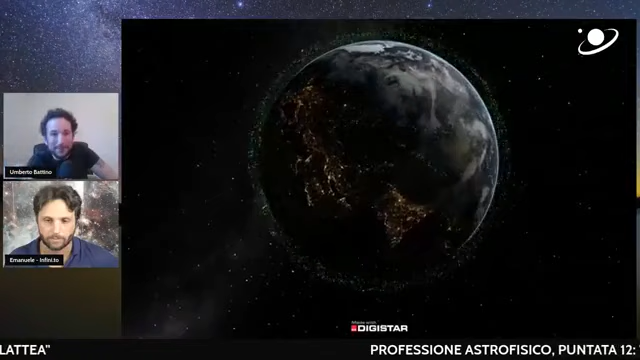 Umberto Battino
Emanuele - Infini.to
DIGISTAR
LATTEA" PROFESSIONE ASTROFISICO, PUNTATA 12: